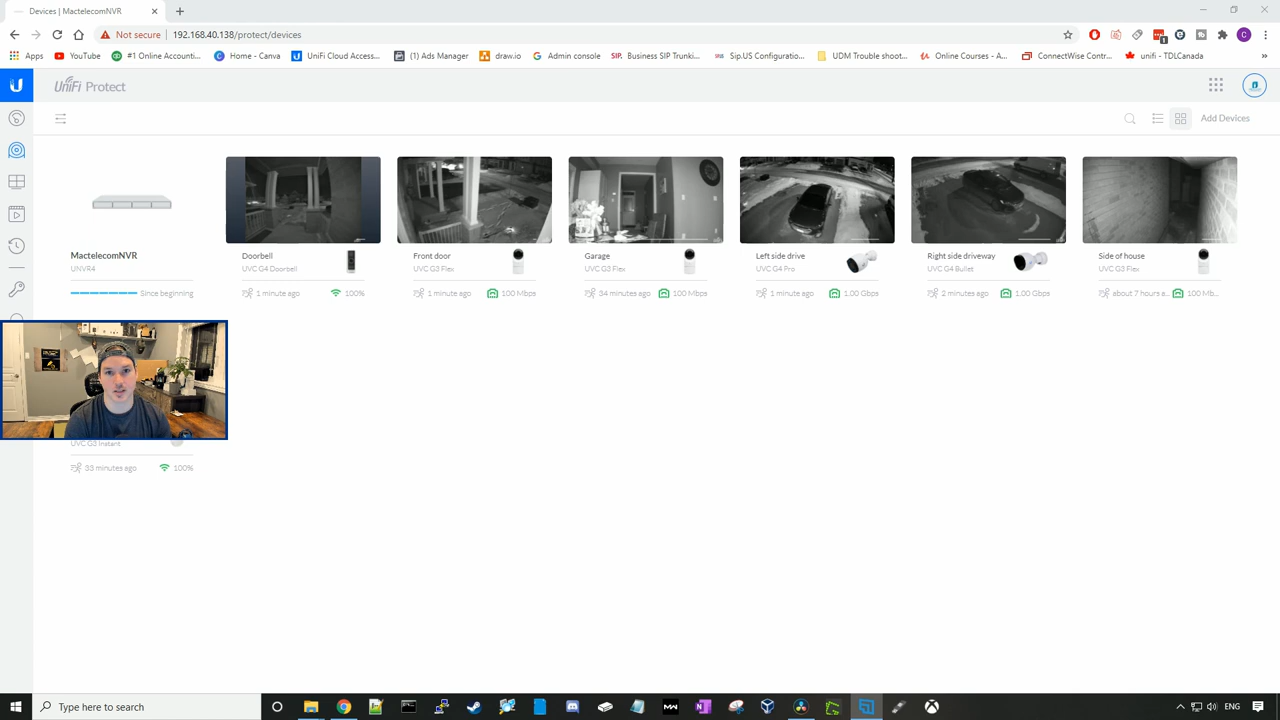 Devices | MactelecomNVR
Not secure | 192.168.40.138/protect/devices
Apps YouTube #1 Online Accounti... Home - Canva UniFi Cloud Access... (1) Ads Manager draw.io Admin console SIP. Business SIP Trunki... Sip.US Configuratio... UDM Trouble shoot... Online Courses - A... ConnectWise Contr... unifi - TDLCanada
UniFi Protect
Add Devices
MactelecomNVR Doorbell Front door Garage Left side drive Right side driveway Side of house
UNVR4 UVC G4 Doorbell UVC G3 Flex UVC G3 Flex UVC G4 Pro UVC G4 Bullet UVC G3 Flex
Since beginning 1 minute ago 100% 1 minute ago 100 Mbps 34 minutes ago 100 Mbps 1 minute ago 1.00 Gbps 2 minutes ago 1.00 Gbps about 7 hours a... 100 Mb...
UVC G3 Instant
33 minutes ago 100%
Type here to search
ENG